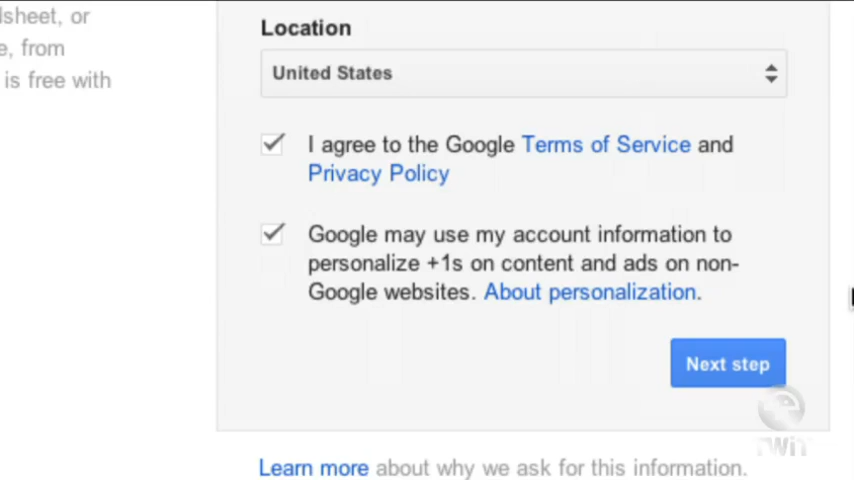 dsheet, or
e, from
is free with
Location
United States
I agree to the Google Terms of Service and
Privacy Policy
Google may use my account information to
personalize +1s on content and ads on non-
Google websites. About personalization.
Next step
TWiT
Learn more about why we ask for this information.